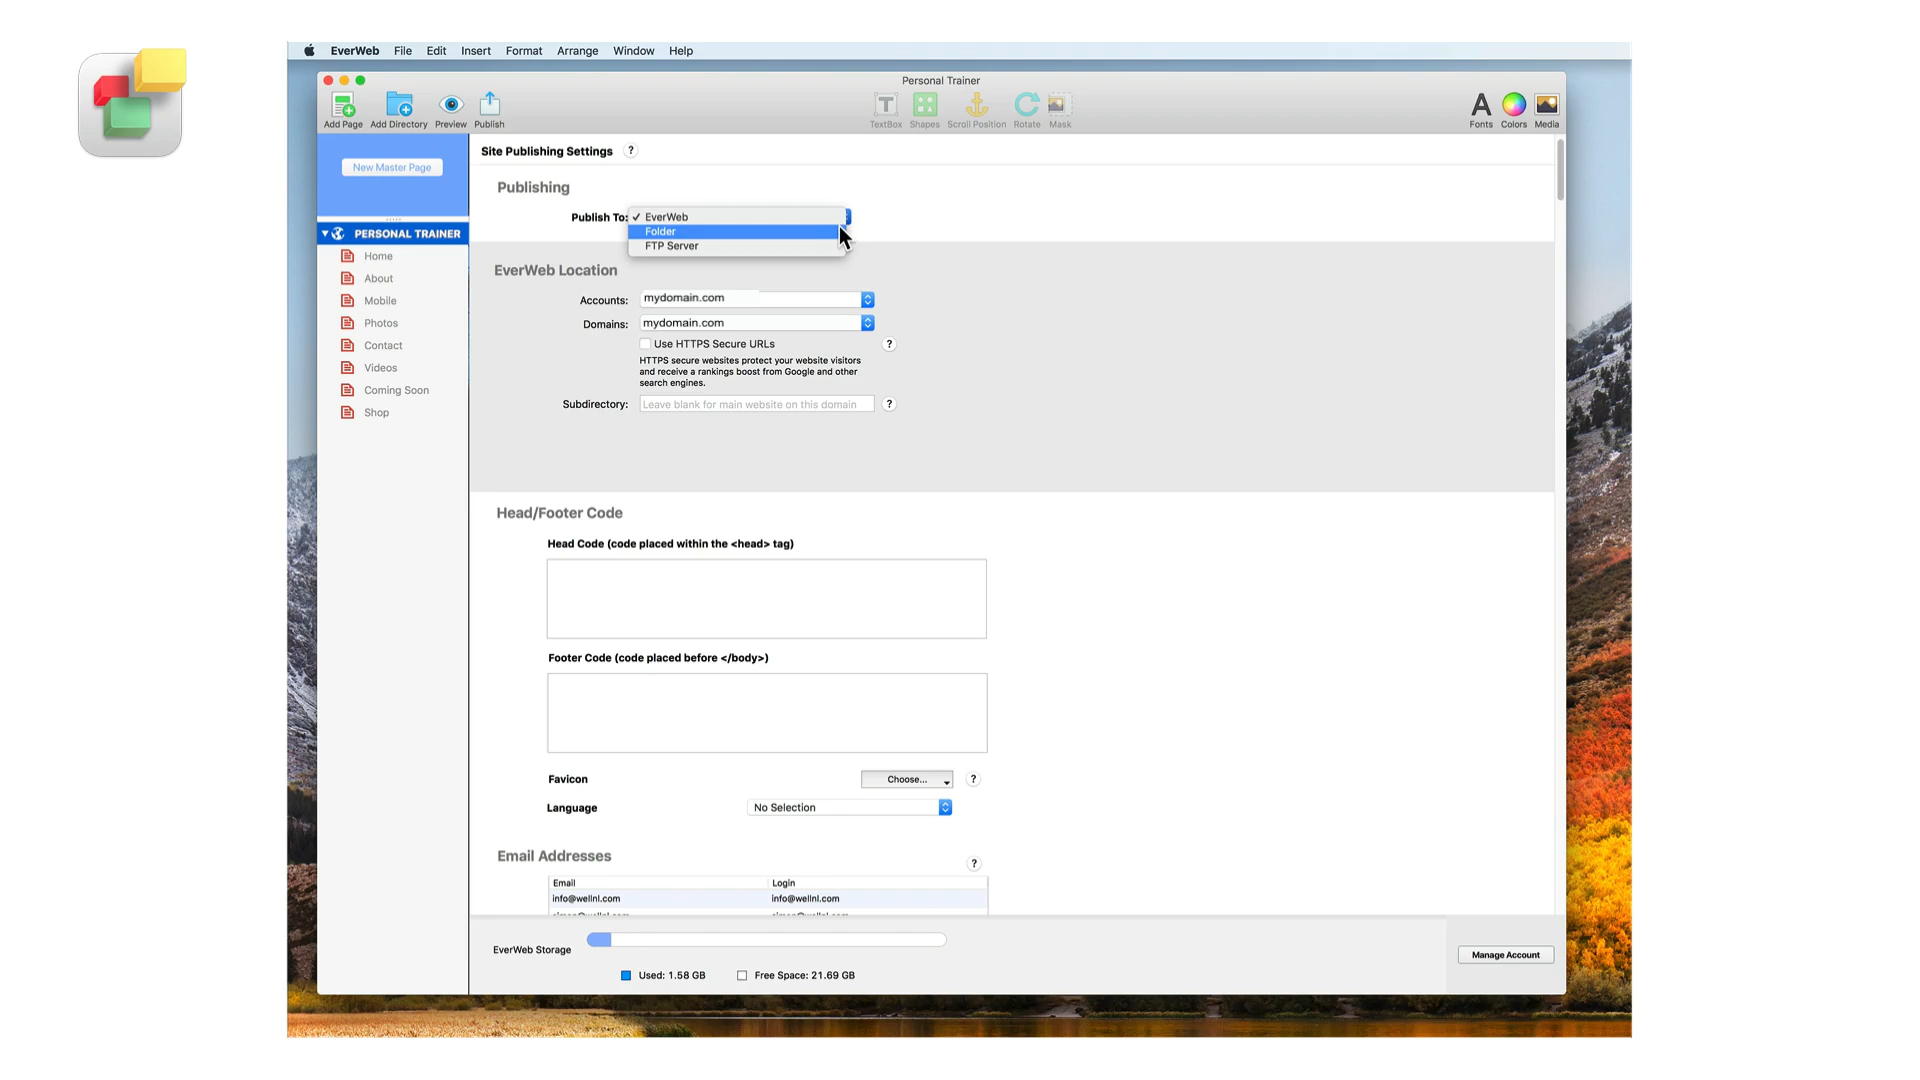 EverWeb File Edit Insert Format Arrange Window Help
Personal Trainer
Add Page Add Directory Preview Publish TextBox Shapes Scroll Position Rotate Mask Fonts Colors Media
New Master Page
PERSONAL TRAINER
Home
About
Mobile
Photos
Contact
Videos
Coming Soon
Shop
Site Publishing Settings ?
Publishing
Publish To: ✓ EverWeb
Folder
FTP Server
EverWeb Location
Accounts: mydomain.com
Domains: mydomain.com
Use HTTPS Secure URLs ?
HTTPS secure websites protect your website visitors
and receive a rankings boost from Google and other
search engines.
Subdirectory: Leave blank for main website on this domain ?
Head/Footer Code
Head Code (code placed within the <head> tag)
Footer Code (code placed before </body>)
Favicon Choose... ?
Language No Selection
Email Addresses ?
Email Login
info@wellnl.com info@wellnl.com
EverWeb Storage
Used: 1.58 GB Free Space: 21.69 GB
Manage Account